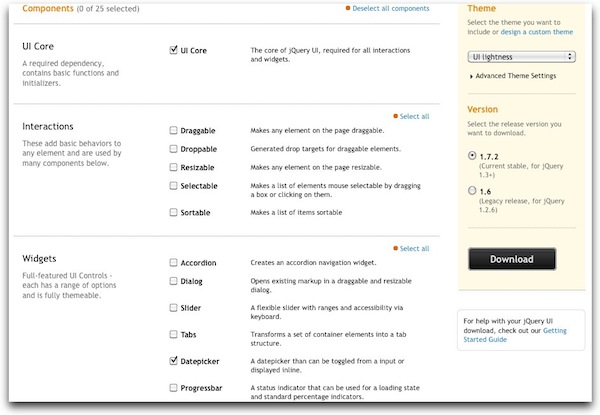 Components (0 of 25 selected)
Deselect all components
UI Core
A required dependency,
contains basic functions and
initializers.
UI Core
The core of jQuery UI, required for all interactions
and widgets.
Select all
Interactions
These add basic behaviors to
any element and are used by
many components below.
Draggable
Makes any element on the page draggable.
Droppable
Generated drop targets for draggable elements.
Resizable
Makes any element on the page resizable.
Selectable
Makes a list of elements mouse selectable by dragging
a box or clicking on them.
Sortable
Makes a list of items sortable
Select all
Widgets
Full-featured UI Controls -
each has a range of options
and is fully themeable.
Accordion
Creates an accordion navigation widget.
Dialog
Opens existing markup in a draggable and resizable
dialog.
Slider
A flexible slider with ranges and accessibility via
keyboard.
Tabs
Transforms a set of container elements into a tab
structure.
Datepicker
A datepicker than can be toggled from a input or
displayed inline.
Progressbar
A status indicator that can be used for a loading state
and standard percentage indicators.
Theme
Select the theme you want to
include or design a custom theme
UI lightness
Advanced Theme Settings
Version
Select the release version you
want to download.
1.7.2
(Current stable, for jQuery
1.3+)
1.6
(Legacy release, for jQuery
1.2.6)
Download
For help with your jQuery UI
download, check out our Getting
Started Guide